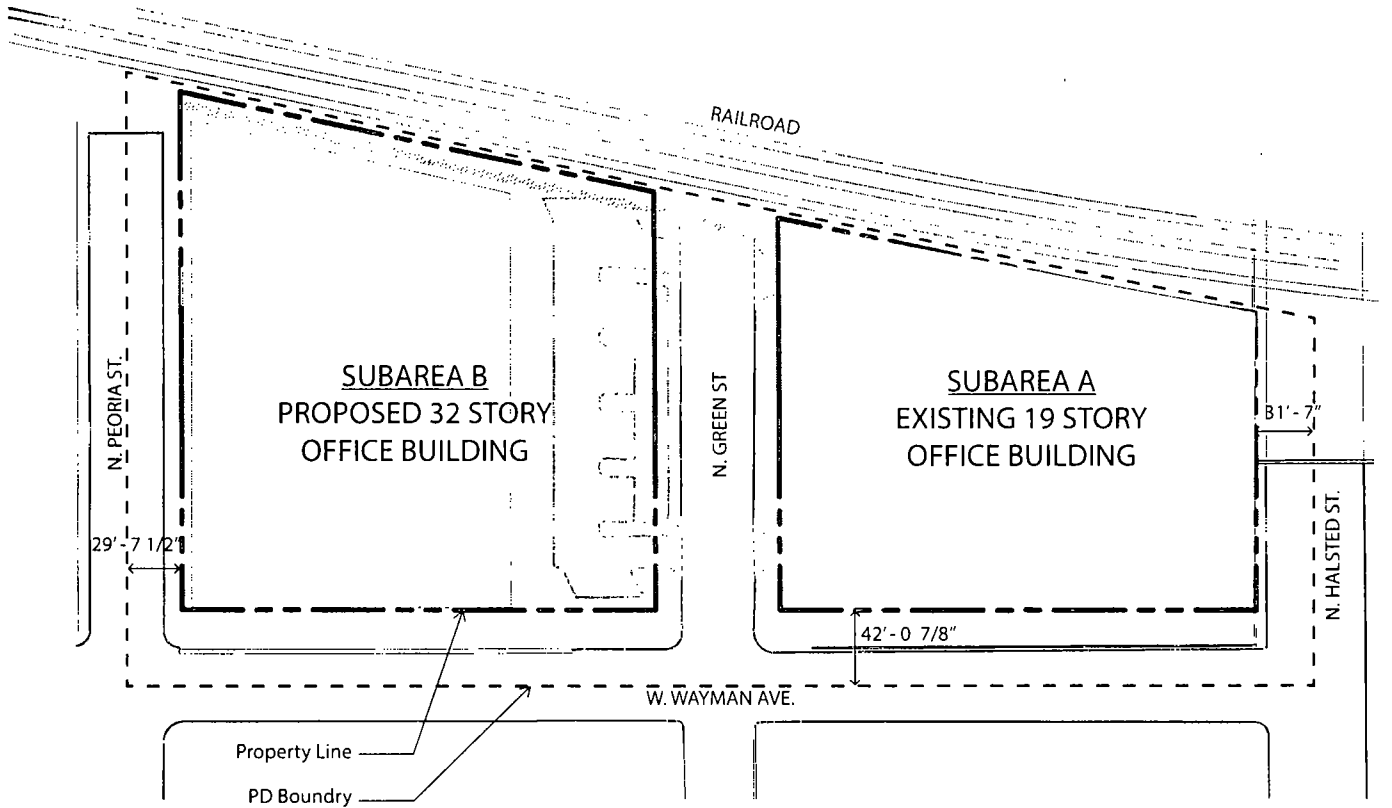 RAILROAD
N. PEORIA ST.
SUBAREA B
PROPOSED 32 STORY
OFFICE BUILDING
N. GREEN ST
SUBAREA A
EXISTING 19 STORY
OFFICE BUILDING
31' - 7"
N. HALSTED ST.
29' - 7 1/2"
42' - 0 7/8"
W. WAYMAN AVE.
Property Line
PD Boundry